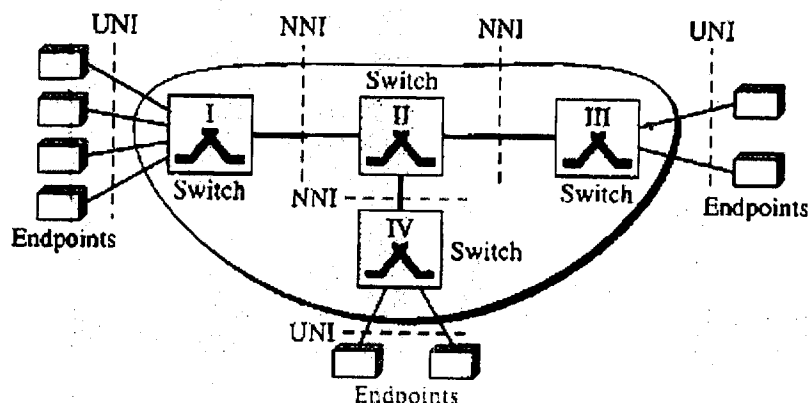 UNI
NNI
NNI
UNI
Switch
I
II
III
Switch
Switch
NNI
Endpoints
Endpoints
IV
Switch
UNI
Endpoints